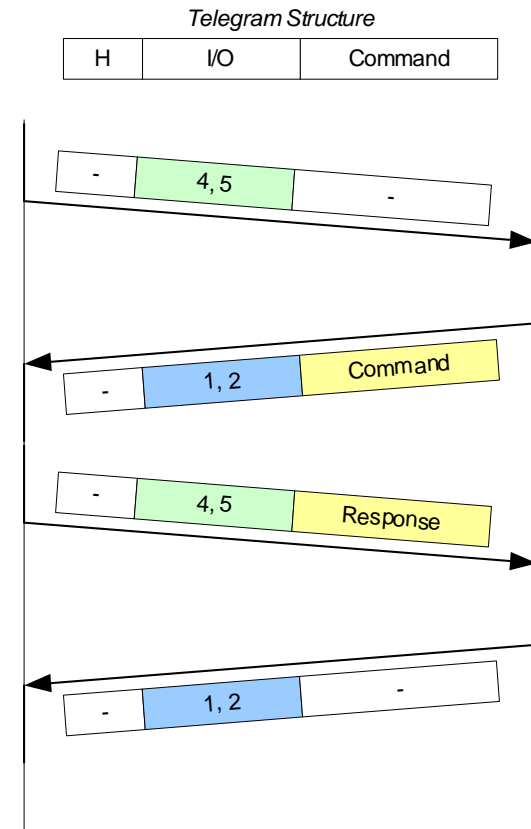 Telegram Structure
H I/O Command
- 4, 5 -
- 1, 2 Command
- 4, 5 Response
- 1, 2 -